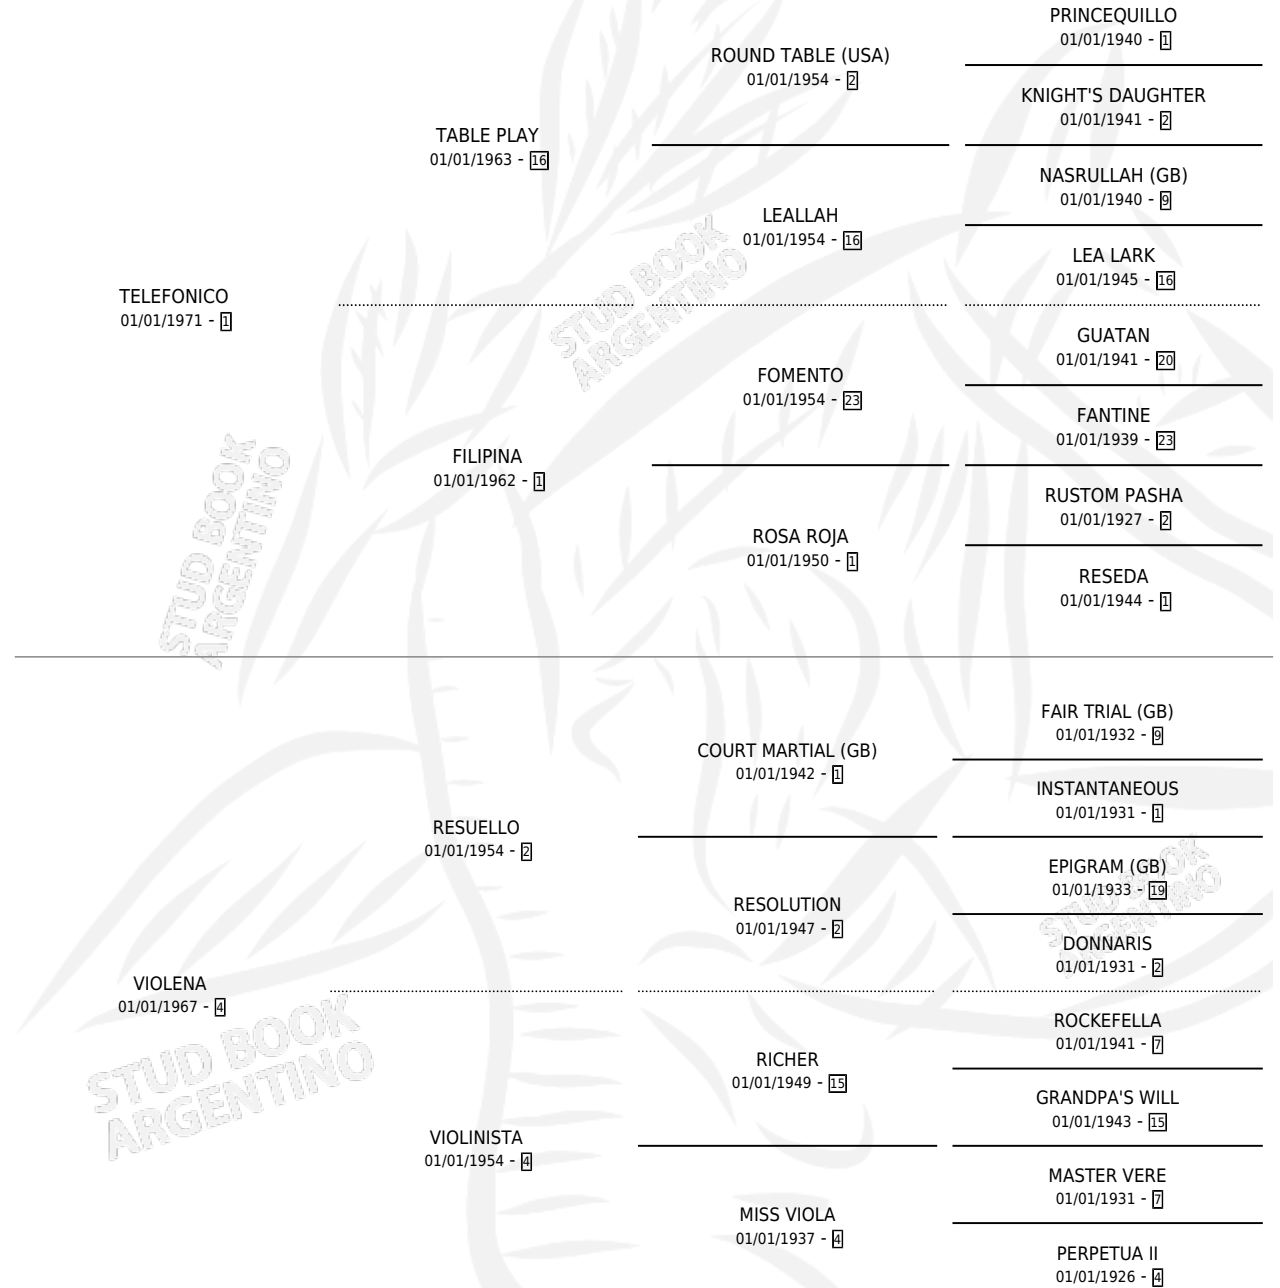 PRINCEQUILLO
01/01/1940 - 1
ROUND TABLE (USA)
01/01/1954 - 2
KNIGHT'S DAUGHTER
01/01/1941 - 2
TABLE PLAY
01/01/1963 - 16
NASRULLAH (GB)
01/01/1940 - 9
LEALLAH
01/01/1954 - 16
LEA LARK
01/01/1945 - 16
TELEFONICO
01/01/1971 - 1
STUD BOOK
ARGENTINO
GUATAN
01/01/1941 - 20
FOMENTO
01/01/1954 - 23
FANTINE
01/01/1939 - 23
FILIPINA
01/01/1962 - 1
RUSTOM PASHA
01/01/1927 - 2
ROSA ROJA
01/01/1950 - 1
RESEDA
01/01/1944 - 1
STUD BOOK
ARGENTINO
FAIR TRIAL (GB)
01/01/1932 - 9
COURT MARTIAL (GB)
01/01/1942 - 1
INSTANTANEOUS
01/01/1931 - 1
RESUELLO
01/01/1954 - 2
EPIGRAM (GB)
01/01/1933 - 19
RESOLUTION
01/01/1947 - 2
DONNARIS
01/01/1931 - 2
STUD BOOK
ARGENTINO
VIOLENA
01/01/1967 - 4
ROCKEFELLA
01/01/1941 - 7
RICHER
01/01/1949 - 15
GRANDPA'S WILL
01/01/1943 - 15
STUD BOOK
ARGENTINO
VIOLINISTA
01/01/1954 - 4
MASTER VERE
01/01/1931 - 7
MISS VIOLA
01/01/1937 - 4
PERPETUA II
01/01/1926 - 4